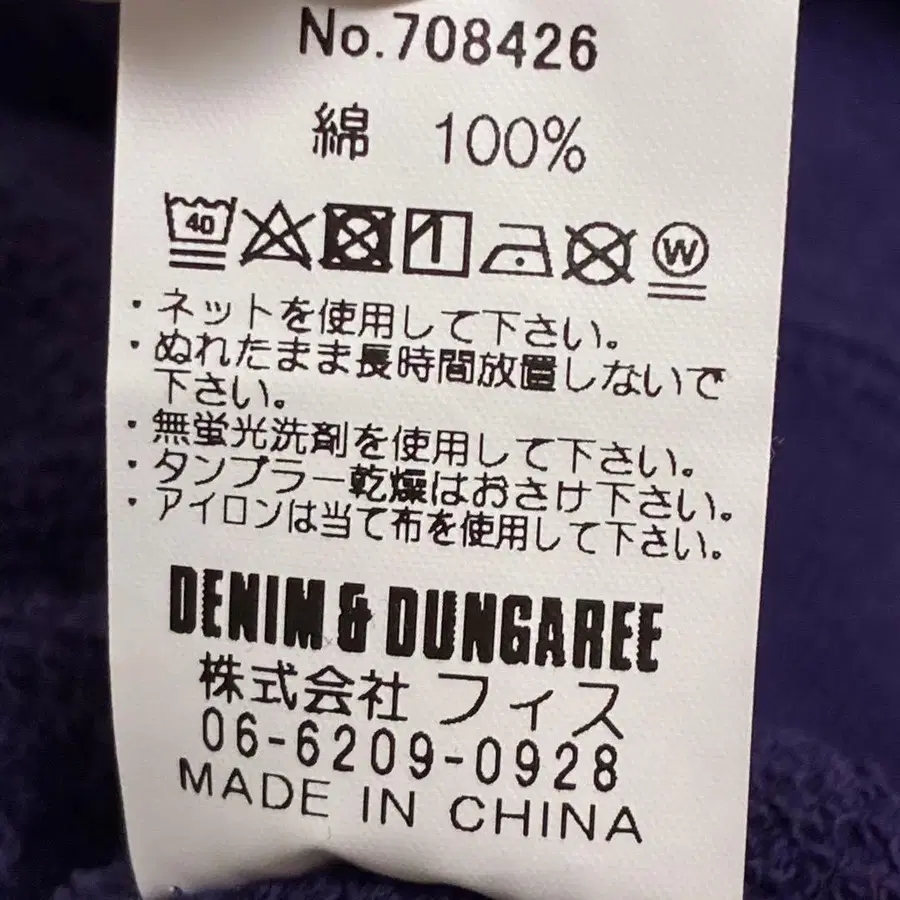 No.708426
綿 100%
40
W
・ネットを使用して下さい。
・ぬれたまま長時間放置しないで
下さい。
・無蛍光洗剤を使用して下さい。
・タンブラー乾燥はおさけ下さい。
・アイロンは当て布を使用して下さい。
DENIM & DUNGAREE
株式会社 フィス
06-6209-0928
MADE IN CHINA